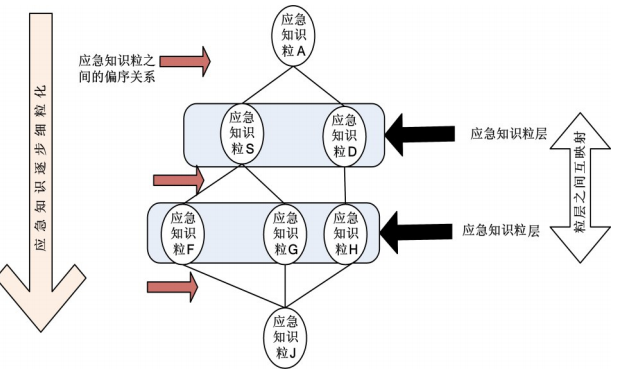 应急
知识
粒A
应急知识粒之
间的偏序关系
应急知识逐步细粒化
应急
知识
粒S
应急
知识
粒D
应急知识粒层
粒层之间互映射
应急
知识
粒F
应急
知识
粒G
应急
知识
粒H
应急知识粒层
应急
知识
粒J